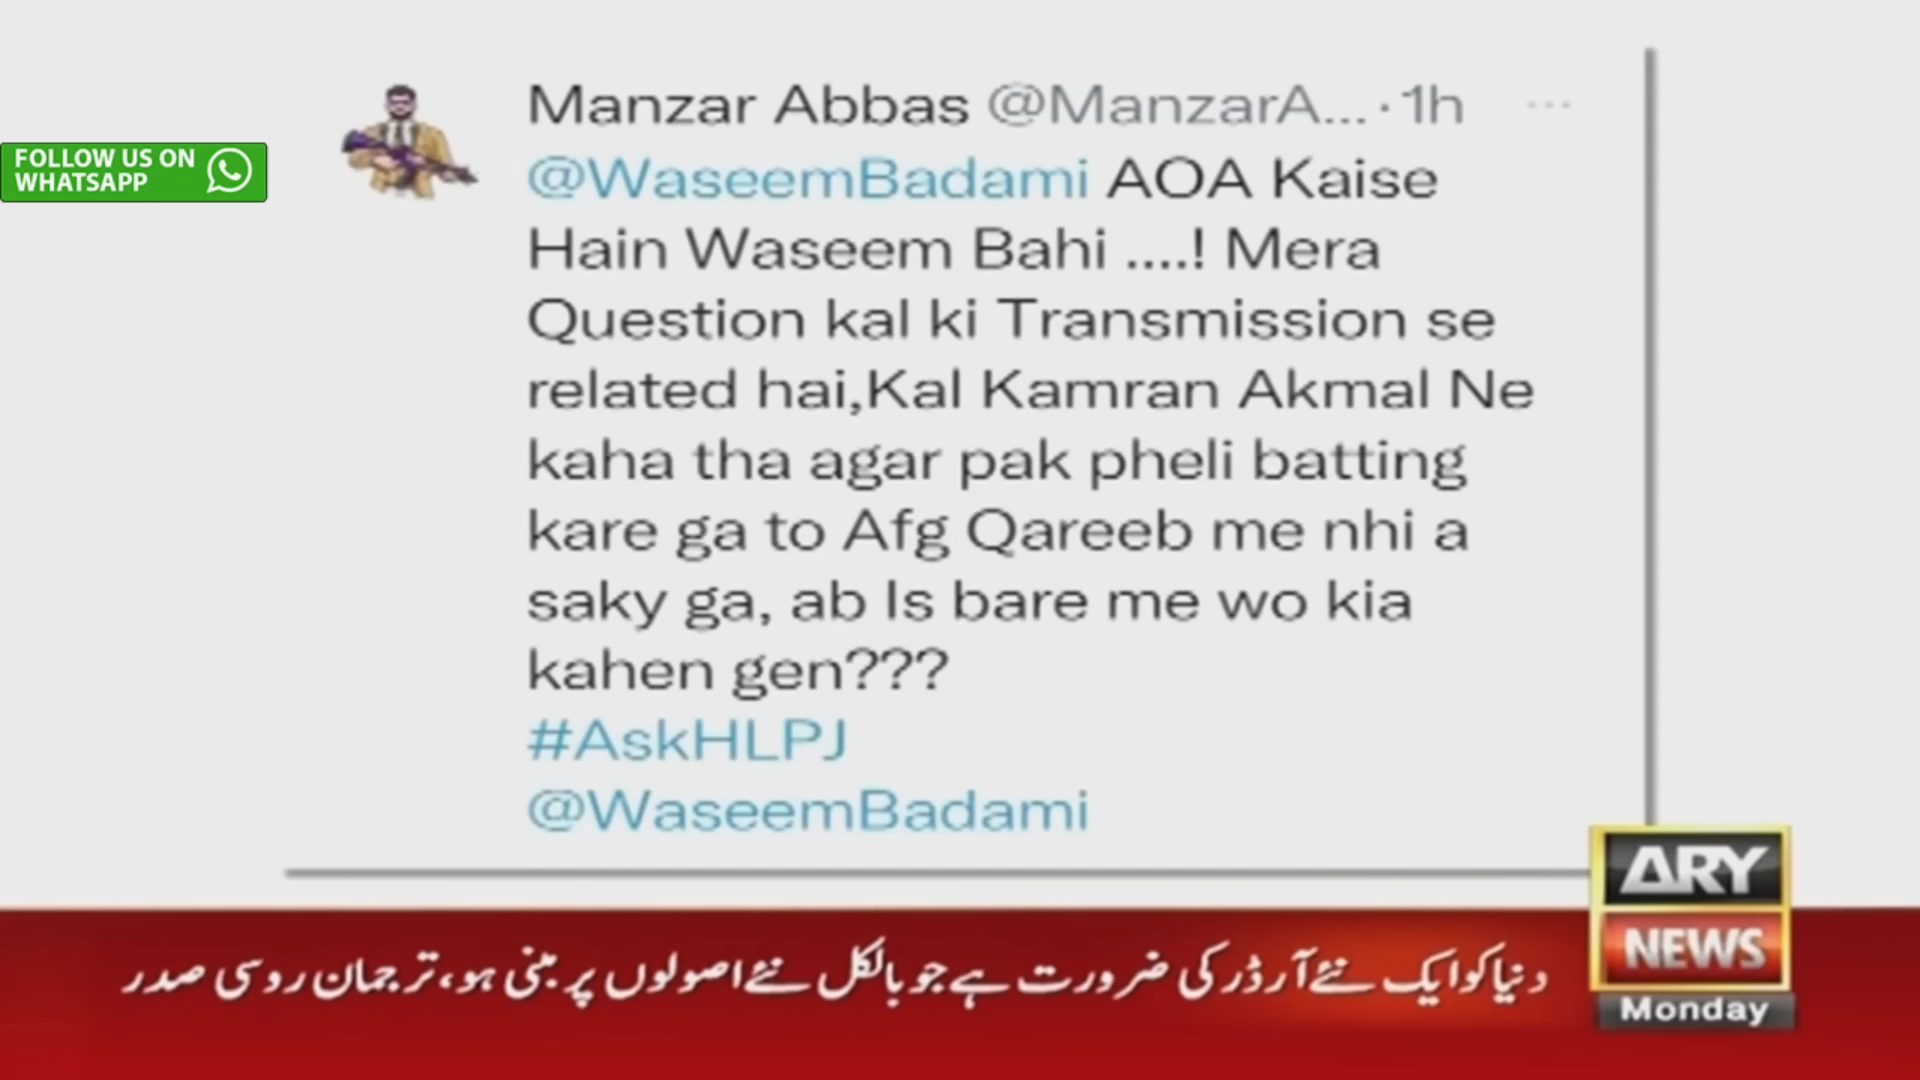 Manzar Abbas @ManzarA... · 1h ...
@WaseemBadami AOA Kaise
Hain Waseem Bahi ....! Mera
Question kal ki Transmission se
related hai,Kal Kamran Akmal Ne
kaha tha agar pak pheli batting
kare ga to Afg Qareeb me nhi a
saky ga, ab Is bare me wo kia
kahen gen???
#AskHLPJ
@WaseemBadami
FOLLOW US ON
WHATSAPP
دنیا کو ایک نئے آرڈر کی ضرورت ہے جو بالکل نئے اصولوں پر مبنی ہو، ترجمان روسی صدر
ARY
NEWS
Monday